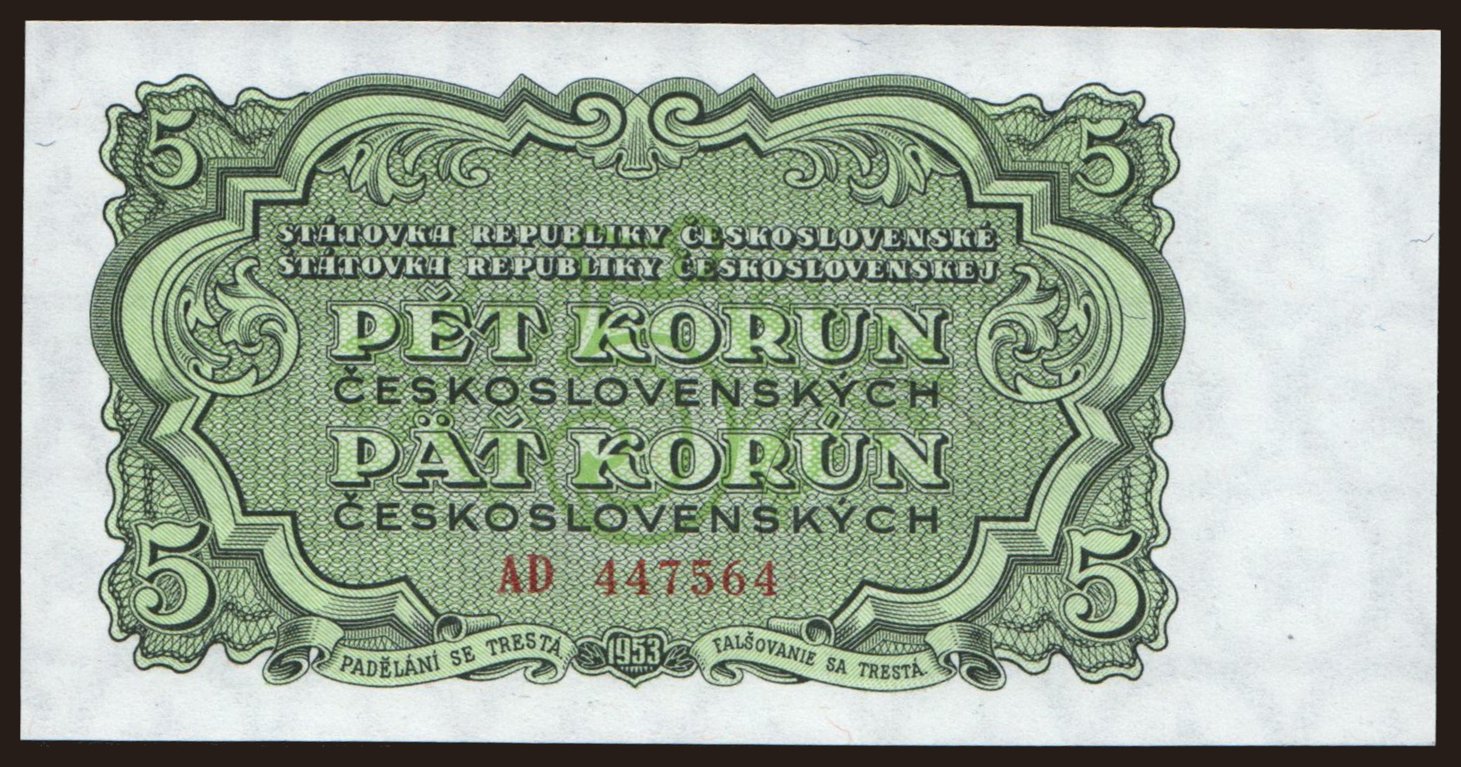 5 5
STÁTOVKA REPUBLIKY ČESKOSLOVENSKÉ
ŠTÁTOVKA REPUBLIKY ČESKOSLOVENSKEJ
PĚT KORUN
ČESKOSLOVENSKÝCH
PÄŤ KORÚN
ČESKOSLOVENSKÝCH
AD 447564
5 5
PADĚLÁNÍ SE TRESTÁ 1953 FALŠOVANIE SA TRESTÁ